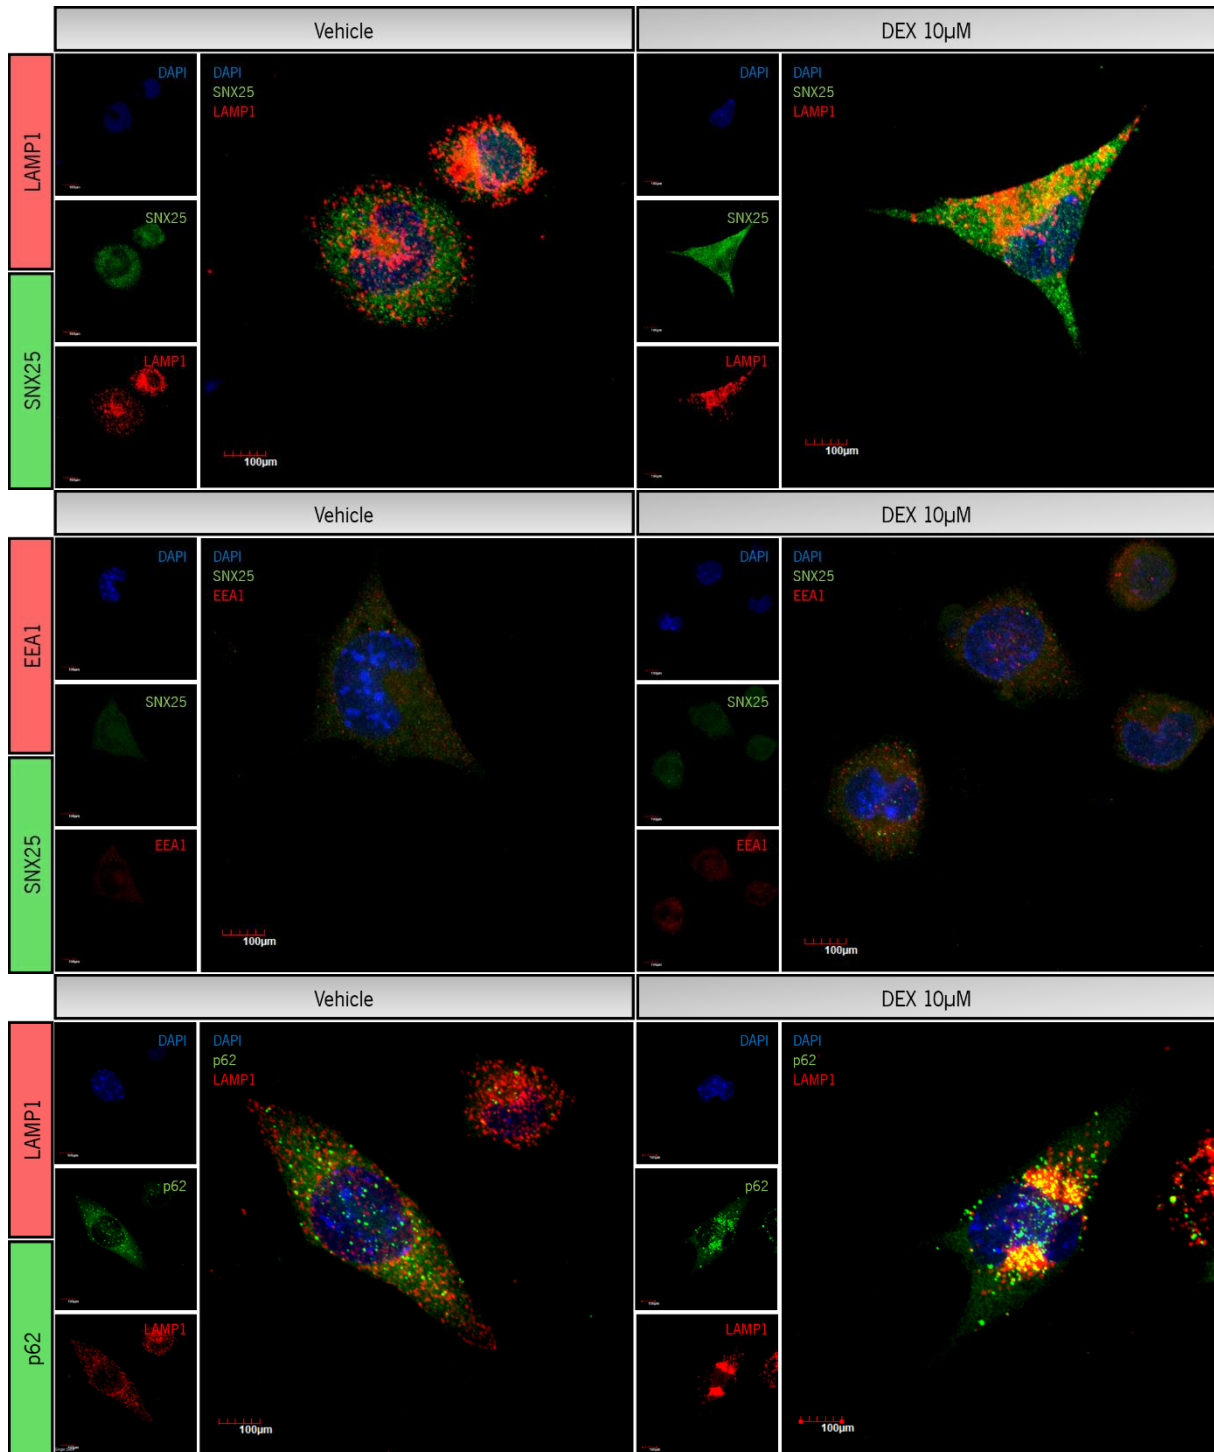 Vehicle
DEX 10µM
LAMP1
SNX25
DAPI
SNX25
LAMP1
DAPI
SNX25
LAMP1
100µm
DAPI
SNX25
LAMP1
DAPI
SNX25
LAMP1
100µm
Vehicle
DEX 10µM
EEA1
SNX25
DAPI
SNX25
EEA1
DAPI
SNX25
EEA1
100µm
DAPI
SNX25
EEA1
DAPI
SNX25
EEA1
100µm
Vehicle
DEX 10µM
LAMP1
p62
DAPI
p62
LAMP1
DAPI
p62
LAMP1
100µm
DAPI
p62
LAMP1
DAPI
p62
LAMP1
100µm